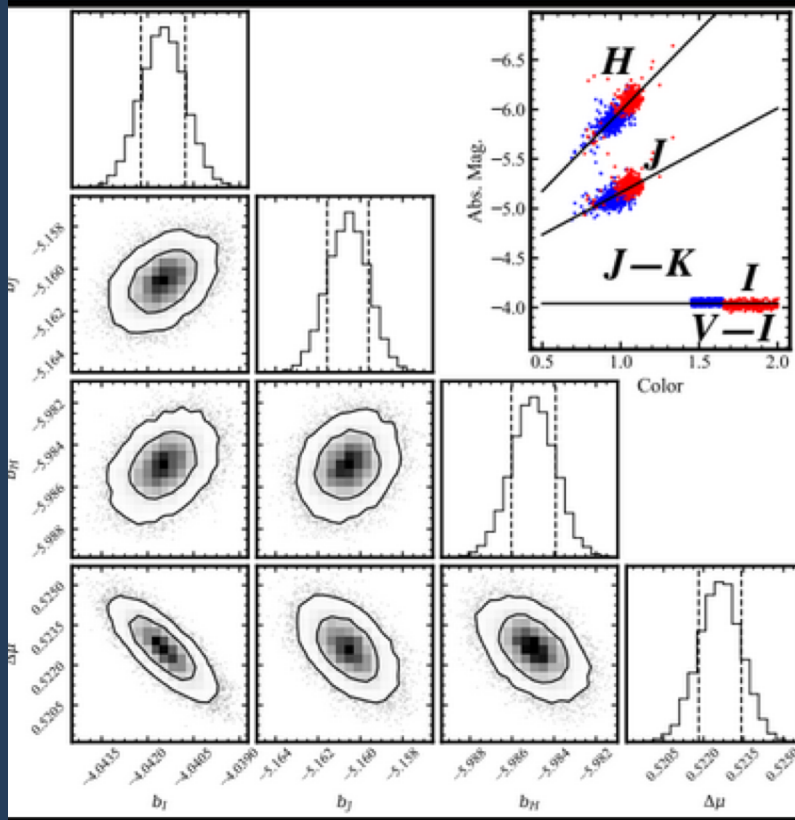 −6.5
−6.0
−5.5
−5.0
−4.5
−4.0
Abs. Mag.
H
J
J−K
I
V−I
0.5
1.0
1.5
2.0
Color
−5.158
−5.160
−5.162
−5.164
b_J
−5.982
−5.984
−5.986
−5.988
b_H
0.5250
0.5235
0.5220
0.5205
Δμ
−4.0435
−4.0420
−4.0405
−4.0390
b_I
−5.164
−5.162
−5.160
−5.158
b_J
−5.988
−5.986
−5.984
−5.982
b_H
0.5205
0.5220
0.5235
0.5250
Δμ